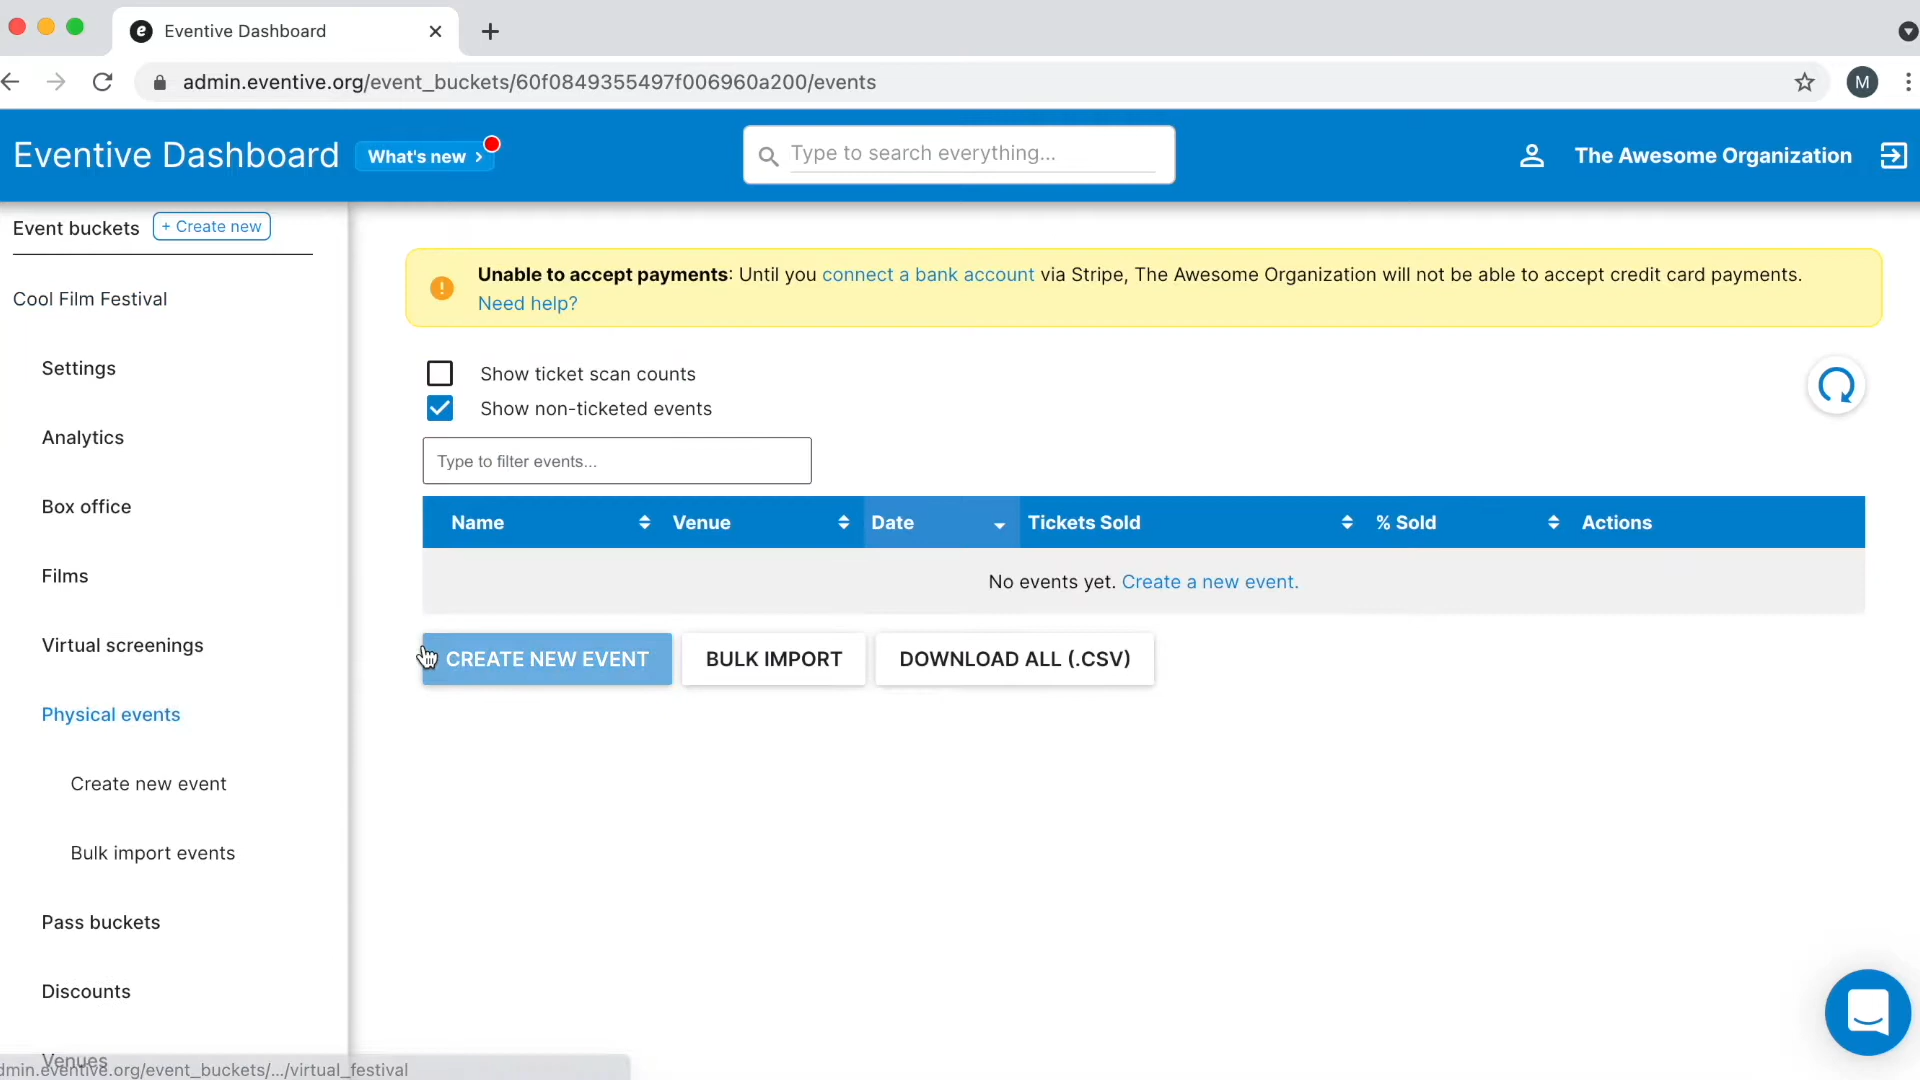 Eventive Dashboard
admin.eventive.org/event_buckets/60f0849355497f006960a200/events
M
Eventive Dashboard
What's new
Type to search everything...
The Awesome Organization
Event buckets
+ Create new
Cool Film Festival
Settings
Analytics
Box office
Films
Virtual screenings
Physical events
Create new event
Bulk import events
Pass buckets
Discounts
Venues
dmin.eventive.org/event_buckets/.../virtual_festival
Unable to accept payments: Until you connect a bank account via Stripe, The Awesome Organization will not be able to accept credit card payments.
Need help?
Show ticket scan counts
Show non-ticketed events
Type to filter events...
Name Venue Date Tickets Sold % Sold Actions
No events yet. Create a new event.
CREATE NEW EVENT BULK IMPORT DOWNLOAD ALL (.CSV)